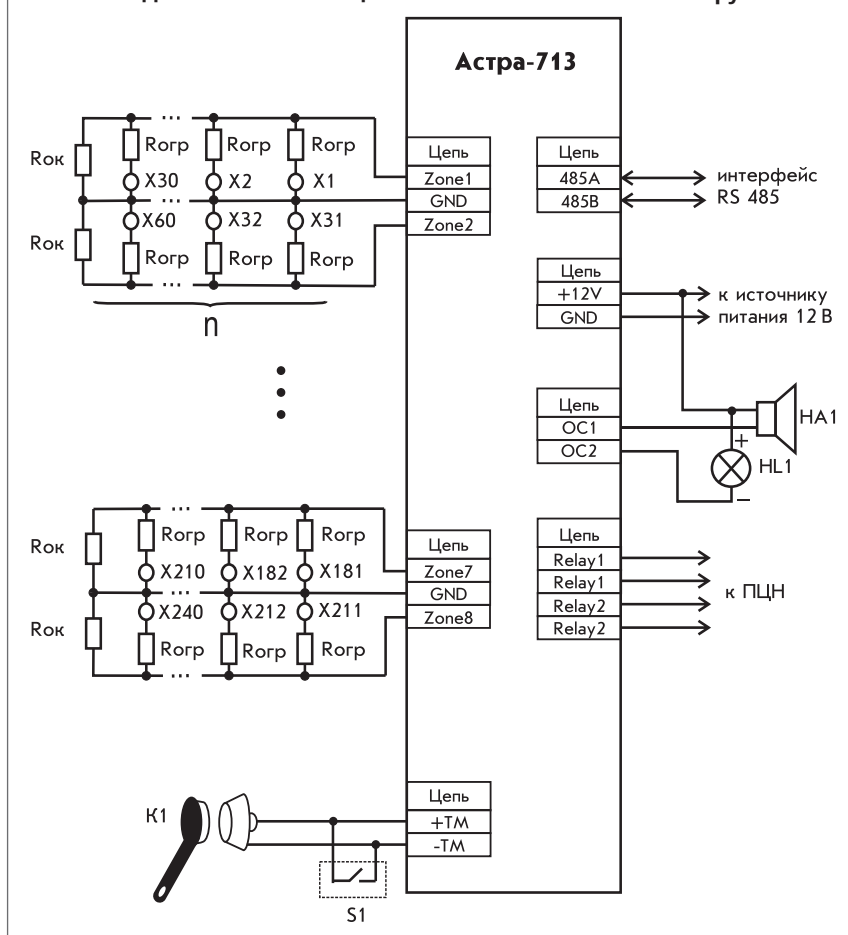 Астра-713
Rогр Rогр Rогр
Rок
X30 X2 X1
X60 X32 X31
Rок
Rогр Rогр Rогр
n
Цепь
Zone1
GND
Zone2
Цепь
485A
485B
интерфейс
RS 485
Цепь
+12V
GND
к источнику
питания 12 В
Цепь
OC1
OC2
HA1
+
HL1
−
Rогр Rогр Rогр
Rок
X210 X182 X181
X240 X212 X211
Rок
Rогр Rогр Rогр
Цепь
Zone7
GND
Zone8
Цепь
Relay1
Relay1
Relay2
Relay2
к ПЦН
К1
Цепь
+ТМ
-ТМ
S1